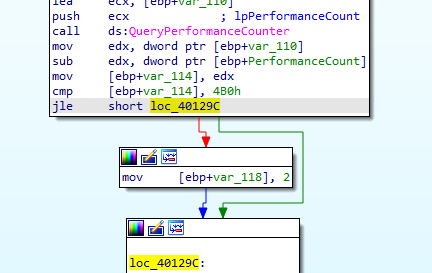 lea ecx, [ebp+var_110]
push ecx ; lpPerformanceCount
call ds:QueryPerformanceCounter
mov edx, dword ptr [ebp+var_110]
sub edx, dword ptr [ebp+PerformanceCount]
mov [ebp+var_114], edx
cmp [ebp+var_114], 4B0h
jle short loc_40129C
mov [ebp+var_118], 2
loc_40129C: